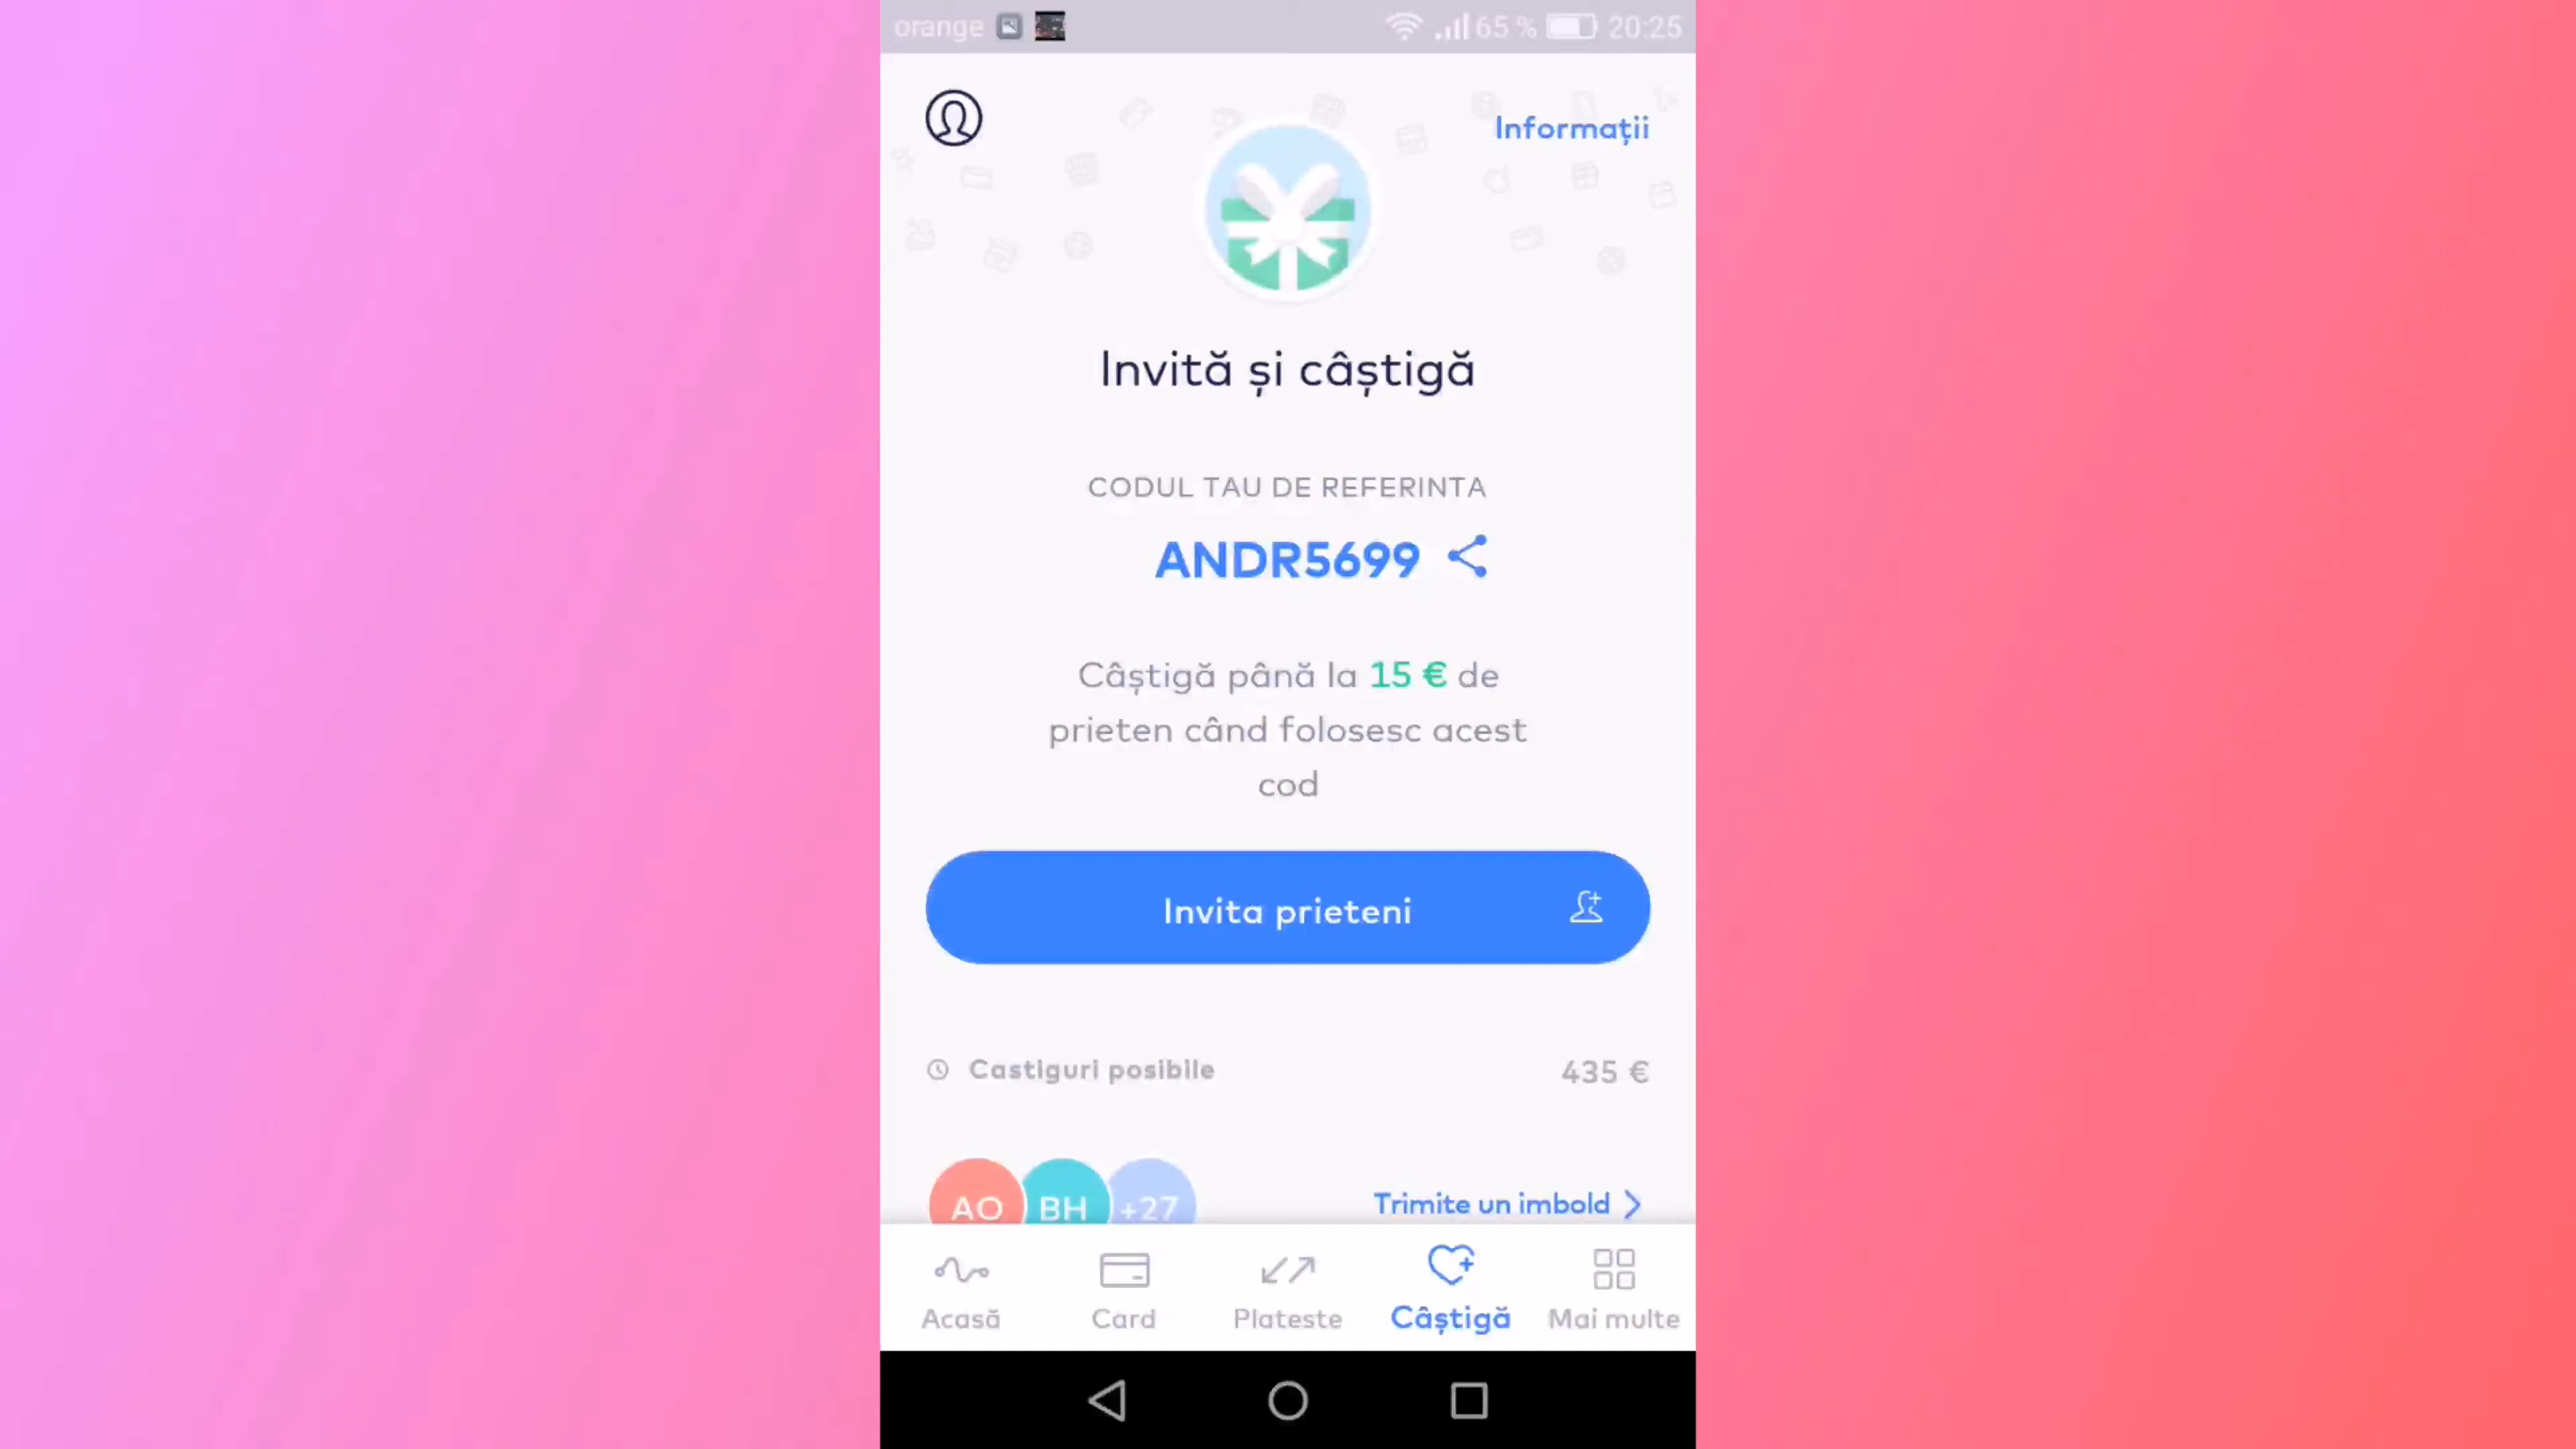 orange 65 % 20:25
Informații
Invită și câștigă
CODUL TAU DE REFERINTA
ANDR5699
Câștigă până la 15 € de
prieten când folosesc acest
cod
Invita prieteni
Castiguri posibile 435 €
AO BH +27 Trimite un imbold
Acasă Card Plateste Câștigă Mai multe